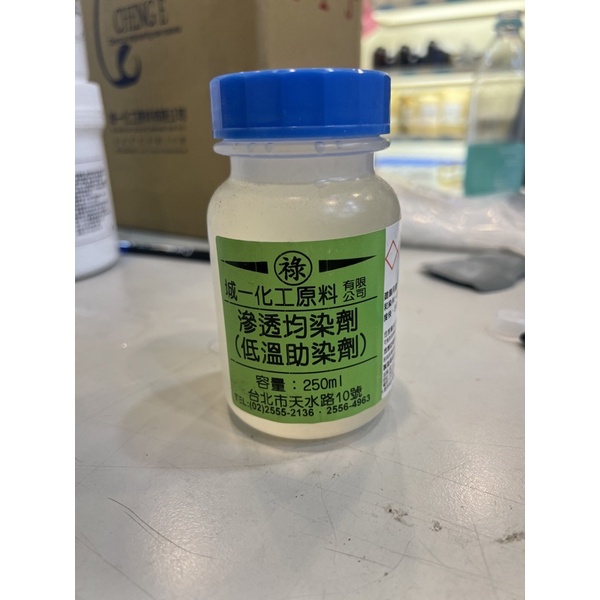 CHENG E
祿
城一化工原料 有限公司
滲透均染劑
(低溫助染劑)
容量：250ml
台北市天水路10號
TEL:(02)2555-2136．2556-4963